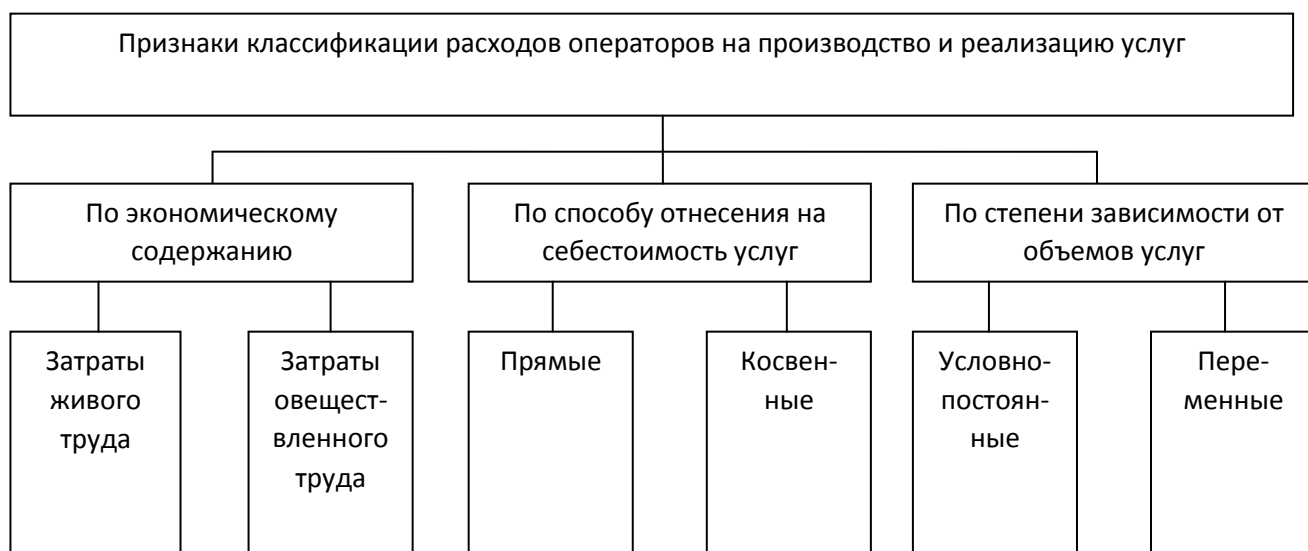 Признаки классификации расходов операторов на производство и реализацию услуг
По экономическому
содержанию
По способу отнесения на
себестоимость услуг
По степени зависимости от
объемов услуг
Затраты
живого
труда
Затраты
овещест-
вленного
труда
Прямые
Косвен-
ные
Условно-
постоян-
ные
Пере-
менные